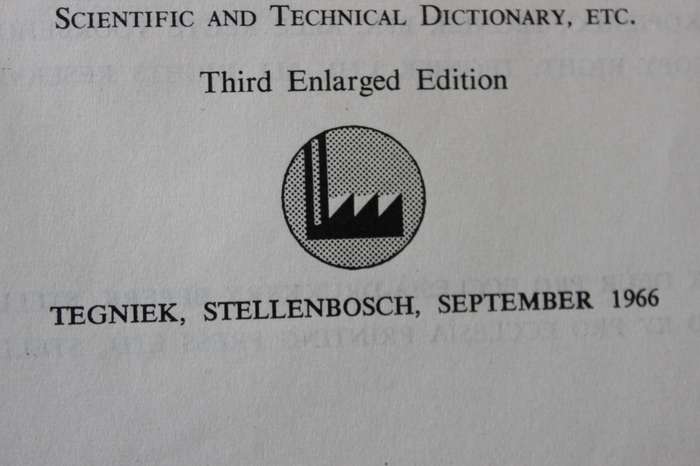 SCIENTIFIC AND TECHNICAL DICTIONARY, ETC.
Third Enlarged Edition
TEGNIEK, STELLENBOSCH, SEPTEMBER 1966